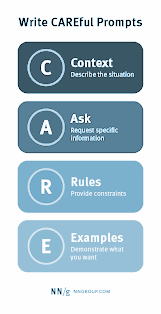 Write CAREful Prompts
C
Context
Describe the situation
A
Ask
Request specific
information
R
Rules
Provide constraints
E
Examples
Demonstrate what
you want
NN/g NNGROUP.COM